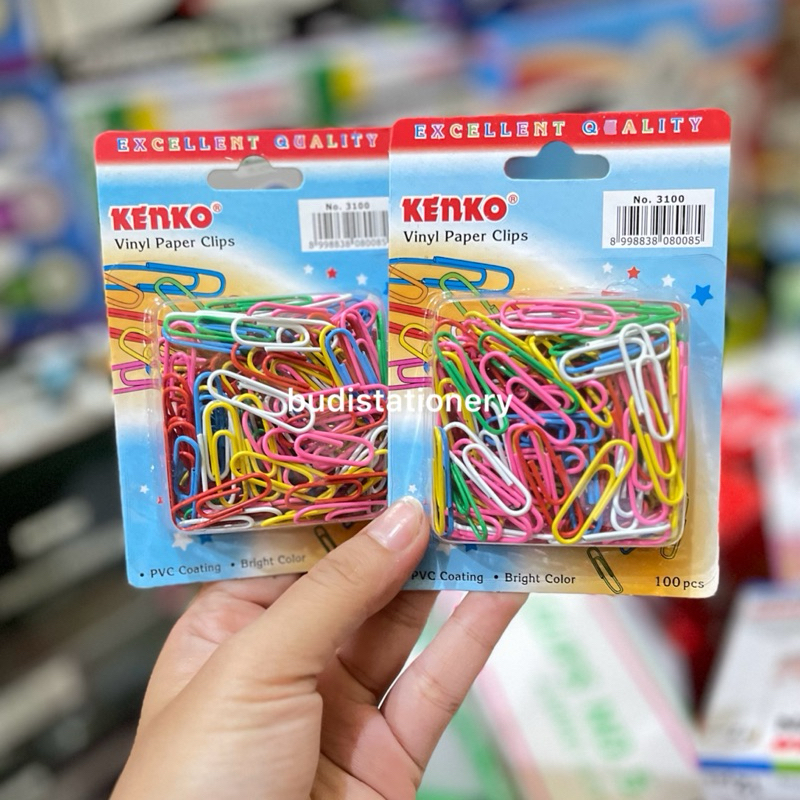 EXCELLENT QUALITY
KENKO®
No. 3100
8 998838 080085
Vinyl Paper Clips
• PVC Coating • Bright Color
EXCELLENT QUALITY
KENKO®
No. 3100
8 998838 080085
Vinyl Paper Clips
PVC Coating • Bright Color
100 pcs
budistationery